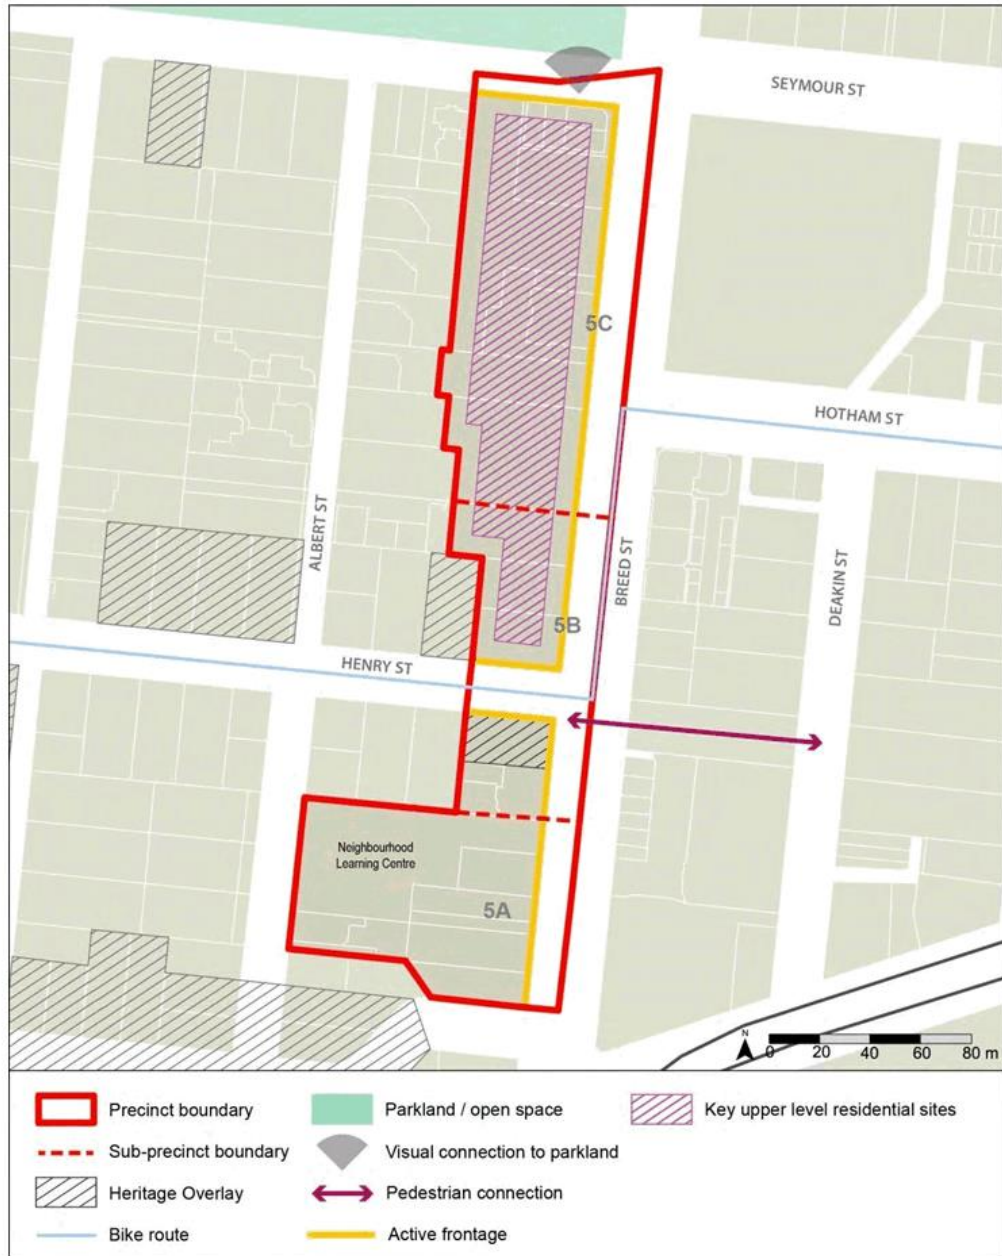 SEYMOUR ST
5C
HOTHAM ST
ALBERT ST
BREED ST
DEAKIN ST
5B
HENRY ST
Neighbourhood
Learning Centre
5A
N
0 20 40 60 80 m
Precinct boundary
Parkland / open space
Key upper level residential sites
Sub-precinct boundary
Visual connection to parkland
Heritage Overlay
Pedestrian connection
Bike route
Active frontage